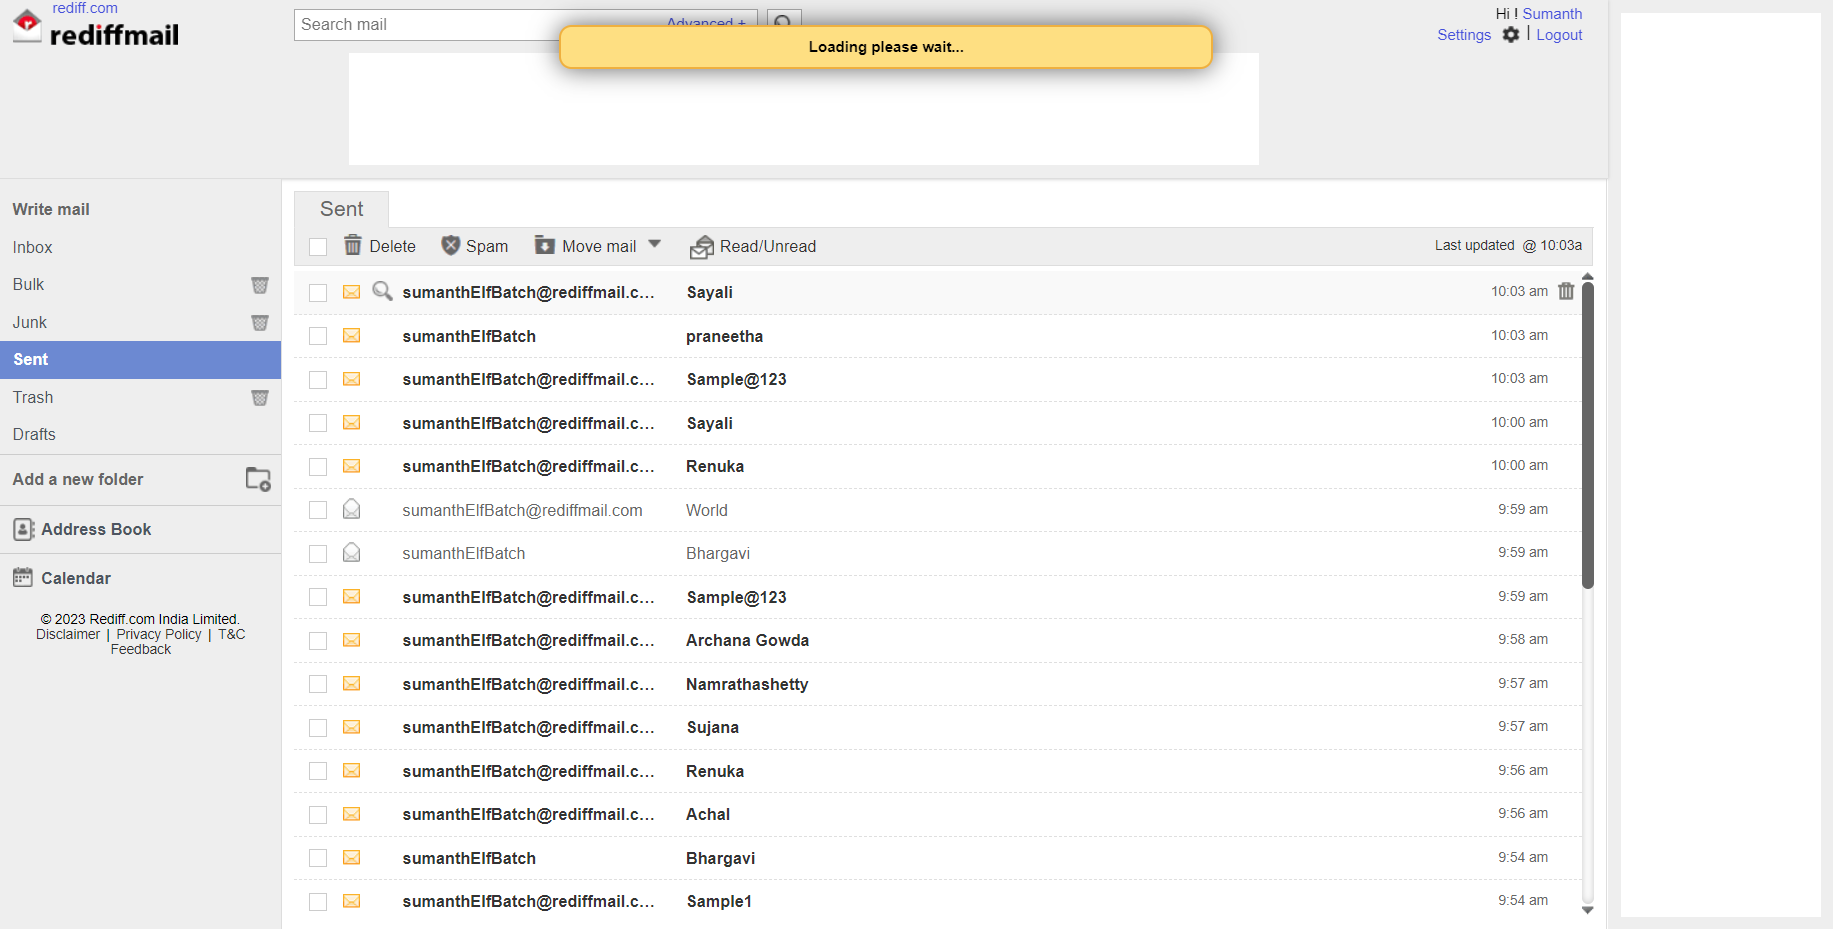 rediff.com
rediffmail
Search mail
Advanced +
Loading please wait...
Hi ! Sumanth
Settings | Logout
Write mail
Inbox
Bulk
Junk
Sent
Trash
Drafts
Add a new folder
Address Book
Calendar
© 2023 Rediff.com India Limited.
Disclaimer | Privacy Policy | T&C
Feedback
Sent
Delete Spam Move mail Read/Unread Last updated @ 10:03a
sumanthElfBatch@rediffmail.c... Sayali 10:03 am
sumanthElfBatch praneetha 10:03 am
sumanthElfBatch@rediffmail.c... Sample@123 10:03 am
sumanthElfBatch@rediffmail.c... Sayali 10:00 am
sumanthElfBatch@rediffmail.c... Renuka 10:00 am
sumanthElfBatch@rediffmail.com World 9:59 am
sumanthElfBatch Bhargavi 9:59 am
sumanthElfBatch@rediffmail.c... Sample@123 9:59 am
sumanthElfBatch@rediffmail.c... Archana Gowda 9:58 am
sumanthElfBatch@rediffmail.c... Namrathashetty 9:57 am
sumanthElfBatch@rediffmail.c... Sujana 9:57 am
sumanthElfBatch@rediffmail.c... Renuka 9:56 am
sumanthElfBatch@rediffmail.c... Achal 9:56 am
sumanthElfBatch Bhargavi 9:54 am
sumanthElfBatch@rediffmail.c... Sample1 9:54 am